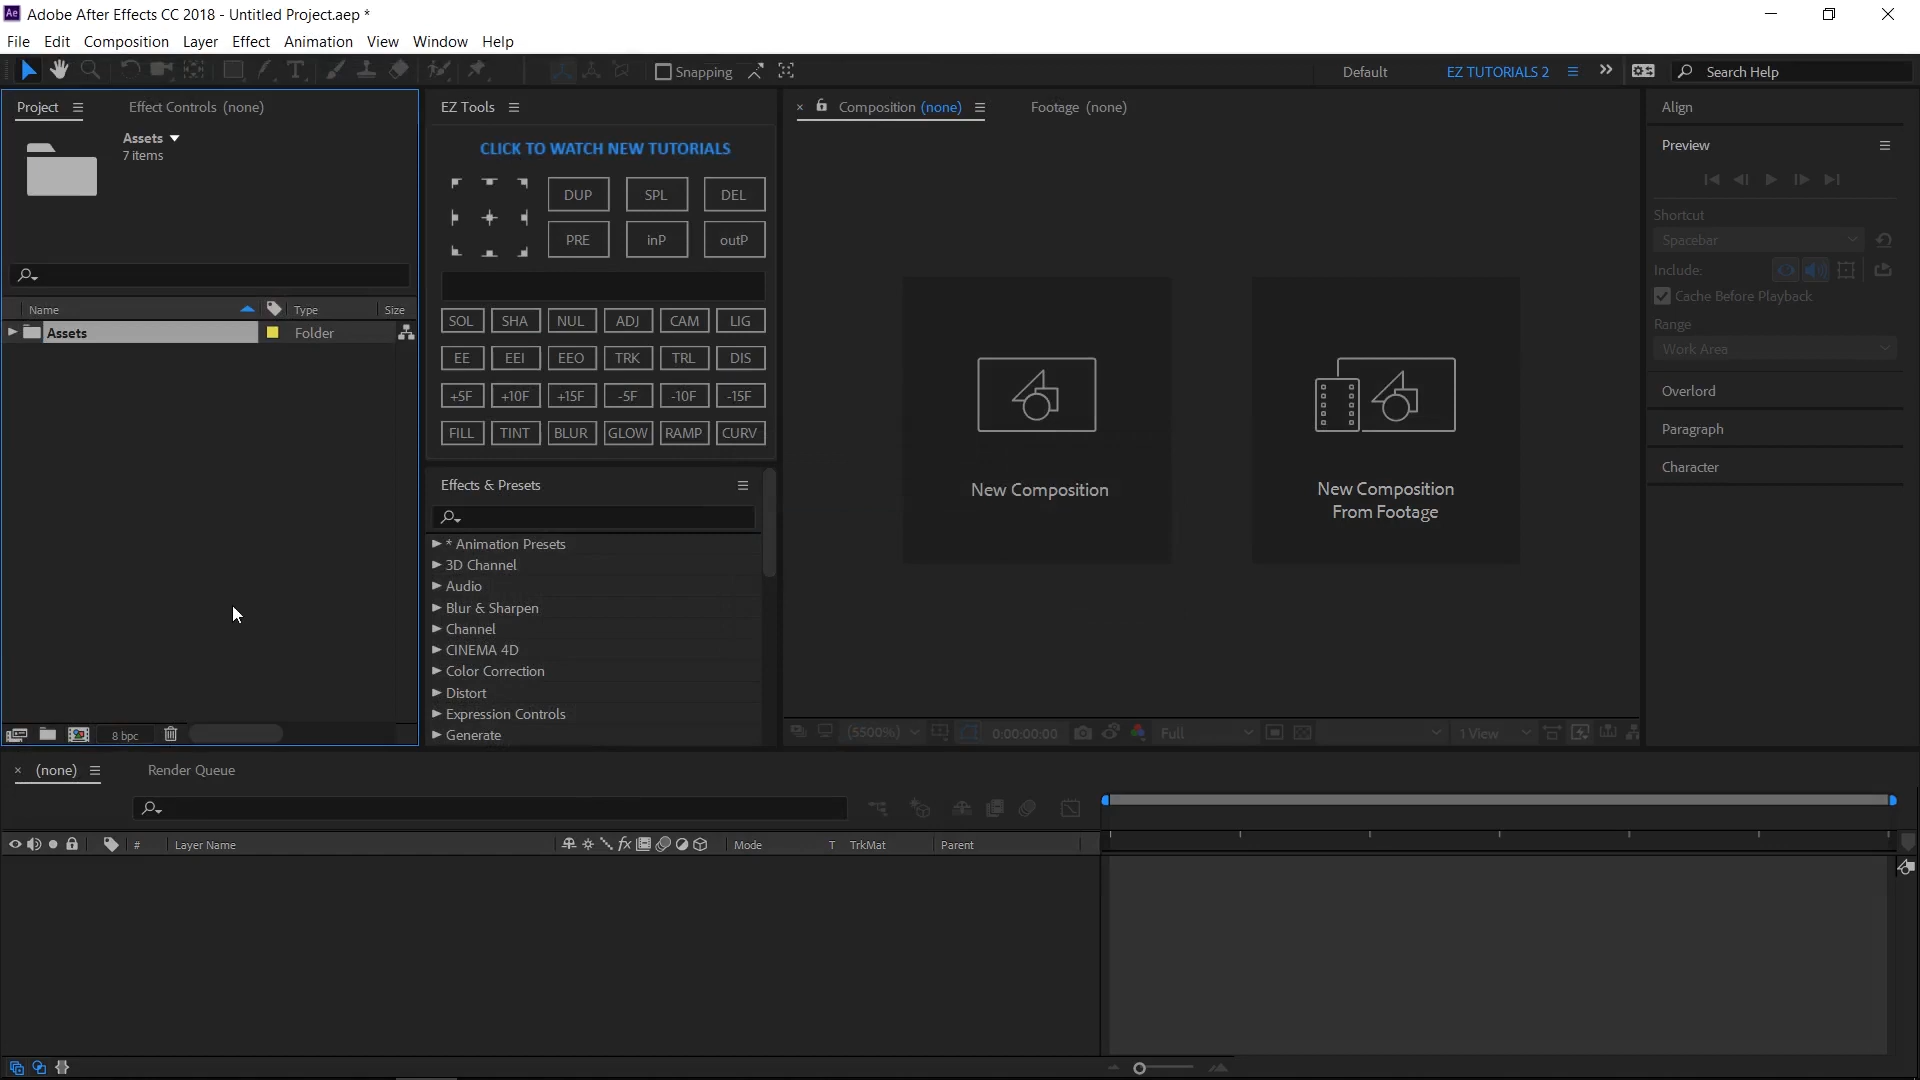 Ae Adobe After Effects CC 2018 - Untitled Project.aep *
File Edit Composition Layer Effect Animation View Window Help
Snapping
Default EZ TUTORIALS 2 Search Help
Project Effect Controls (none)
Assets
7 items
Name Type Size
Assets Folder
8 bpc
EZ Tools
CLICK TO WATCH NEW TUTORIALS
DUP SPL DEL
PRE inP outP
SOL SHA NUL ADJ CAM LIG
EE EEI EEO TRK TRL DIS
+5F +10F +15F -5F -10F -15F
FILL TINT BLUR GLOW RAMP CURV
Effects & Presets
* Animation Presets
3D Channel
Audio
Blur & Sharpen
Channel
CINEMA 4D
Color Correction
Distort
Expression Controls
Generate
Composition (none) Footage (none)
New Composition
New Composition
From Footage
(5500%) 0:00:00:00 Full 1 View
Align
Preview
Shortcut
Spacebar
Include:
Cache Before Playback
Range
Work Area
Overlord
Paragraph
Character
(none) Render Queue
# Layer Name fx Mode T TrkMat Parent